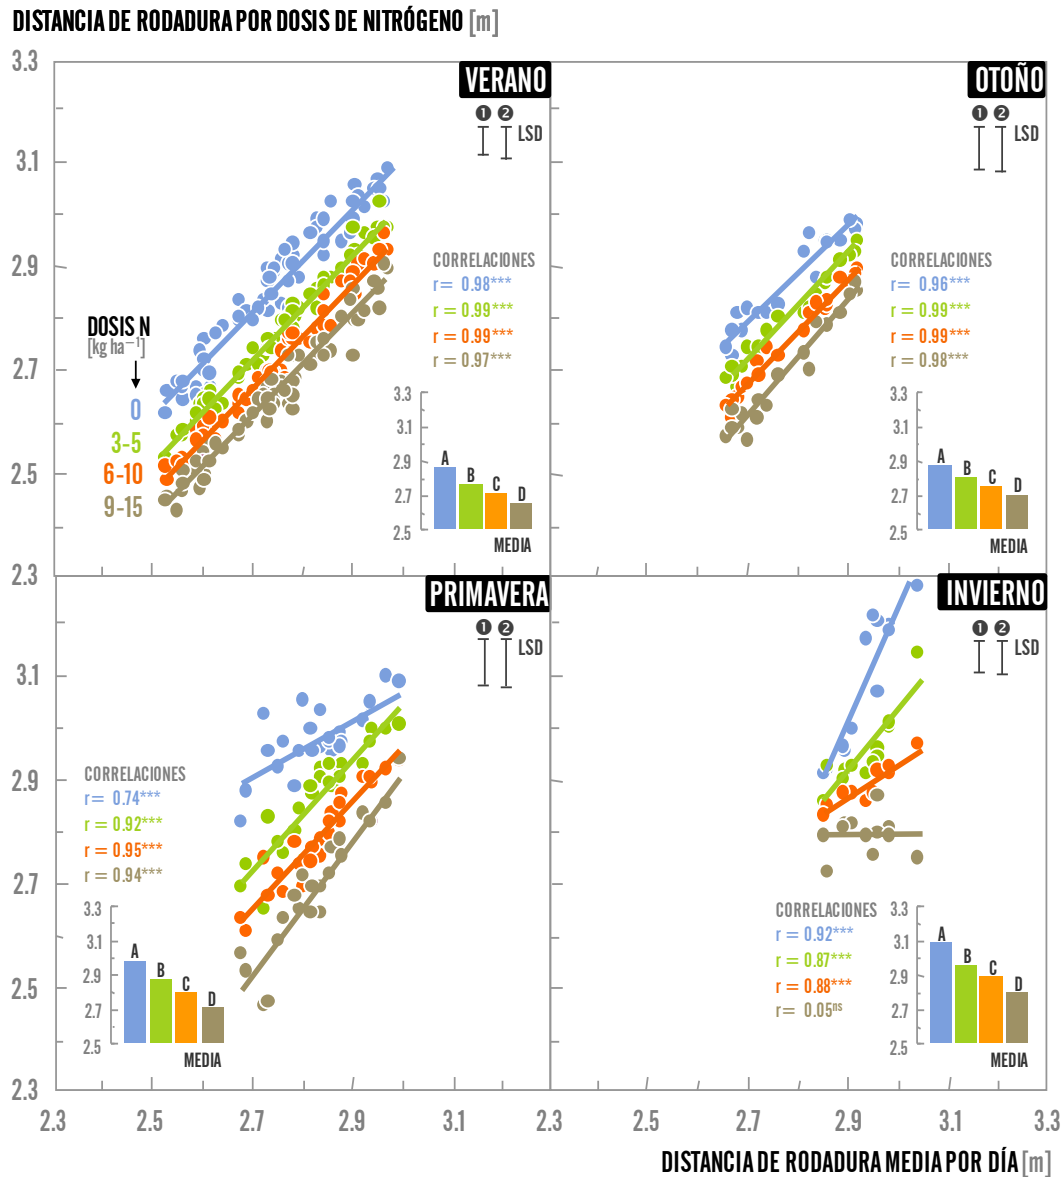 DISTANCIA DE RODADURA POR DOSIS DE NITRÓGENO [m]
3.3
3.1
2.9
2.7
2.5
2.3
VERANO
❶ ❷ LSD
CORRELACIONES
r= 0.98***
r = 0.99***
r = 0.99***
r = 0.97***
DOSIS N
[kg ha⁻¹]
0
3-5
6-10
9-15
3.3
3.1
2.9
2.7
2.5
A
B
C
D
MEDIA
OTOÑO
❶ ❷ LSD
CORRELACIONES
r= 0.96***
r = 0.99***
r = 0.99
r = 0.98***
3.3
3.1
2.9
2.7
2.5
A
B
C
D
MEDIA
3.1
2.9
2.7
2.5
2.3
PRIMAVERA
❶ ❷ LSD
CORRELACIONES
r= 0.74***
r = 0.92***
r = 0.95***
r = 0.94***
3.3
3.1
2.9
2.7
2.5
A
B
C
D
MEDIA
INVIERNO
❶ ❷ LSD
CORRELACIONES
r = 0.92***
r = 0.87***
r = 0.88***
r= 0.05ⁿˢ
3.3
3.1
2.9
2.7
2.5
A
B
C
D
MEDIA
2.3 2.5 2.7 2.9 3.1 2.3 2.5 2.7 2.9 3.1 3.3
DISTANCIA DE RODADURA MEDIA POR DÍA [m]